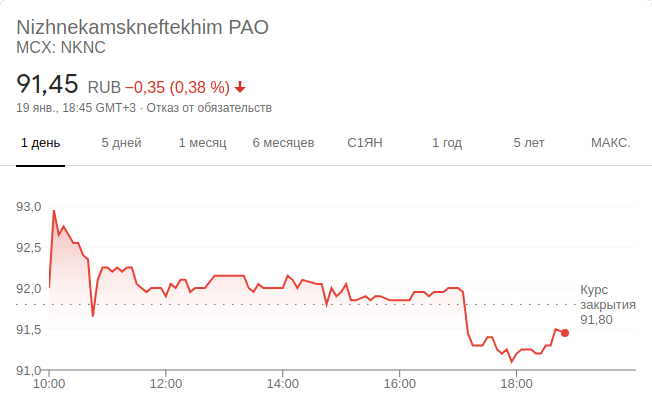 Nizhnekamskneftekhim PAO
MCX: NKNC
91,45 RUB −0,35 (0,38 %)
19 янв., 18:45 GMT+3 · Отказ от обязательств
1 день 5 дней 1 месяц 6 месяцев С1ЯН 1 год 5 лет МАКС.
93,0
92,5
92,0
91,5
91,0
Курс
закрытия
91,80
10:00 12:00 14:00 16:00 18:00